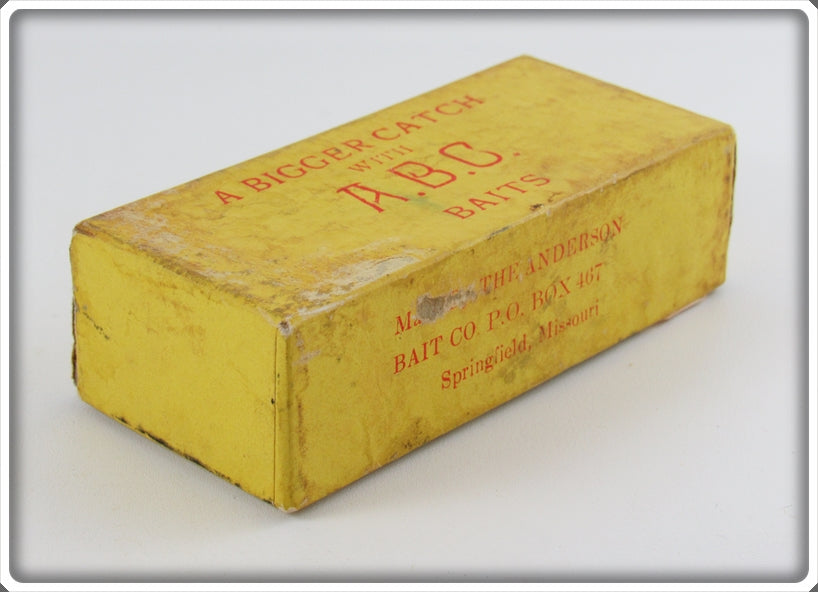 A BIGGER CATCH
WITH
A.B.C.
BAITS
THE ANDERSON
BAIT CO. P.O. BOX 467
Springfield, Missouri